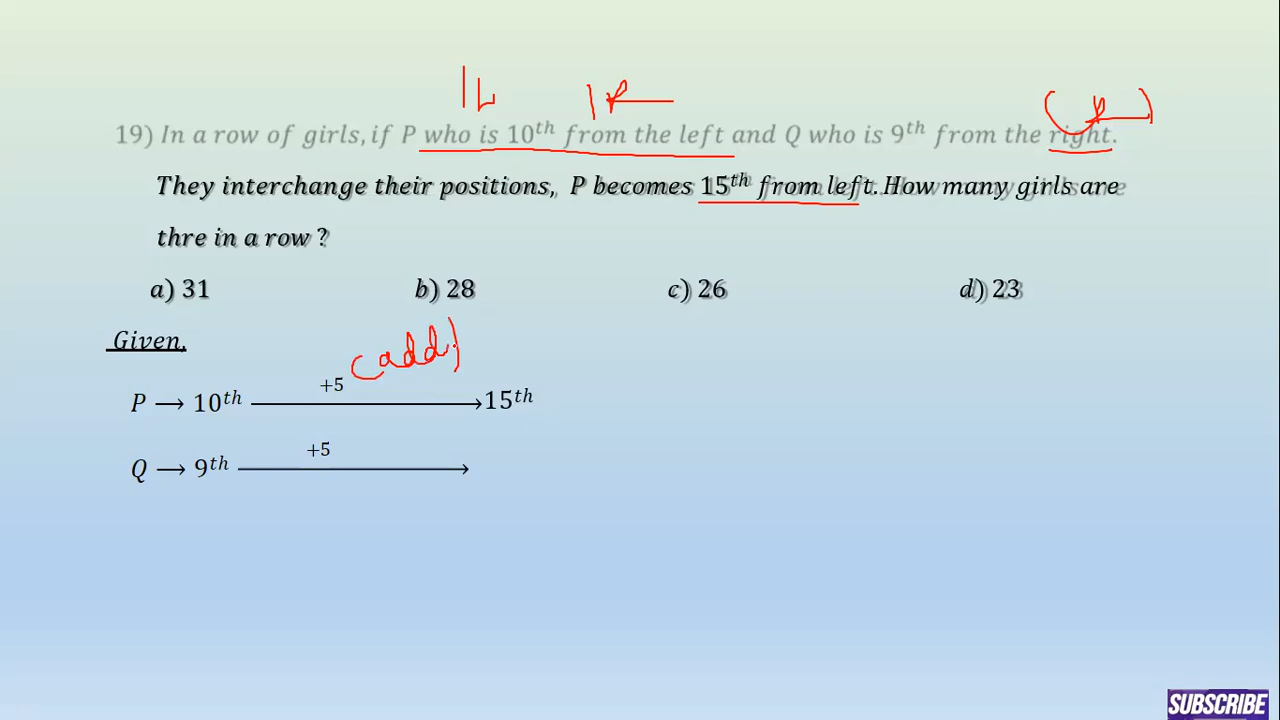 1L 1R (R)
19) In a row of girls, if P who is 10th from the left and Q who is 9th from the right.
They interchange their positions, P becomes 15th from left. How many girls are
thre in a row ?
a) 31 b) 28 c) 26 d) 23
Given,
(add)
+5
P → 10th → 15th
+5
Q → 9th →
SUBSCRIBE